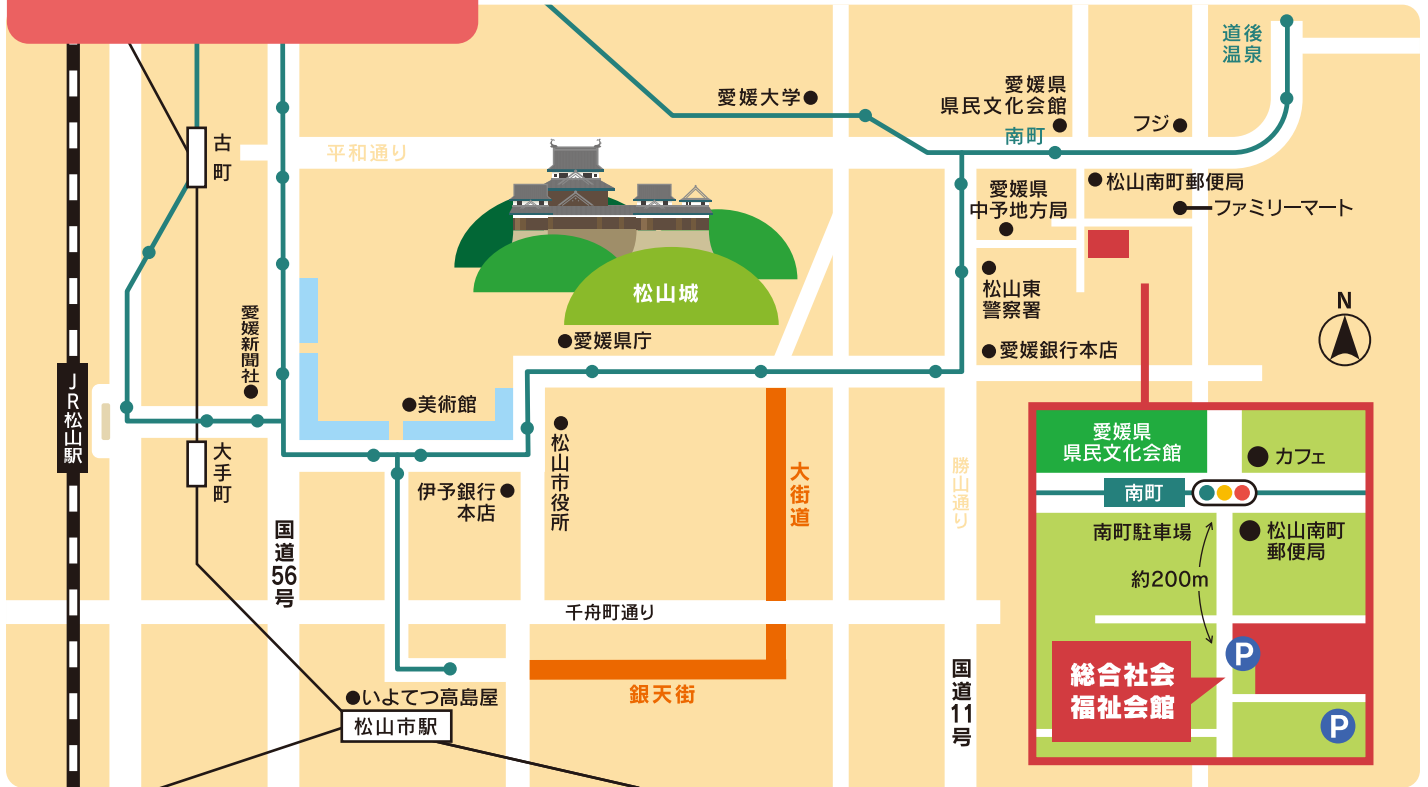 道後
温泉
愛媛大学
愛媛県
県民文化会館
南町
フジ
古町
平和通り
松山南町郵便局
愛媛県
中予地方局
ファミリーマート
松山城
松山東
警察署
N
愛媛新聞社
愛媛県庁
愛媛銀行本店
JR松山駅
美術館
松山市役所
大手町
伊予銀行
本店
大街道
勝山通り
国道56号
千舟町通り
いよてつ高島屋
松山市駅
銀天街
国道11号
愛媛県
県民文化会館
カフェ
南町
南町駐車場
松山南町
郵便局
約200m
P
総合社会
福祉会館
P